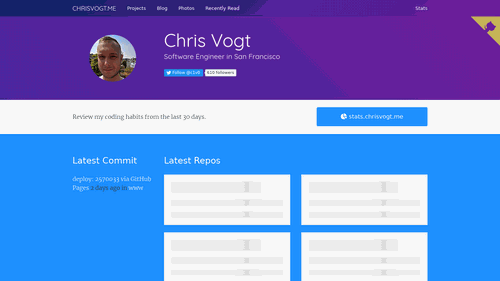 CHRISVOGT.ME Projects Blog Photos Recently Read Stats
Chris Vogt
Software Engineer in San Francisco
Follow @c1v0 610 followers
Review my coding habits from the last 30 days.
stats.chrisvogt.me
Latest Commit
Latest Repos
deploy: 2570033 via GitHub
Pages 2 days ago in www